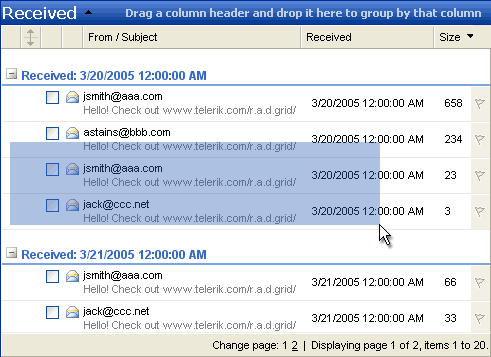 Received Drag a column header and drop it here to group by that column
From / Subject Received Size
Received: 3/20/2005 12:00:00 AM
jsmith@aaa.com
Hello! Check out www.telerik.com/r.a.d.grid/
3/20/2005 12:00:00 AM 658
astains@bbb.com
Hello! Check out www.telerik.com/r.a.d.grid/
3/20/2005 12:00:00 AM 234
jsmith@aaa.com
Hello! Check out www.telerik.com/r.a.d.grid/
3/20/2005 12:00:00 AM 23
jack@ccc.net
Hello! Check out www.telerik.com/r.a.d.grid/
3/20/2005 12:00:00 AM 3
Received: 3/21/2005 12:00:00 AM
jsmith@aaa.com
Hello! Check out www.telerik.com/r.a.d.grid/
3/21/2005 12:00:00 AM 66
jack@ccc.net
Hello! Check out www.telerik.com/r.a.d.grid/
3/21/2005 12:00:00 AM 33
Change page: 1 2 | Displaying page 1 of 2, items 1 to 20.